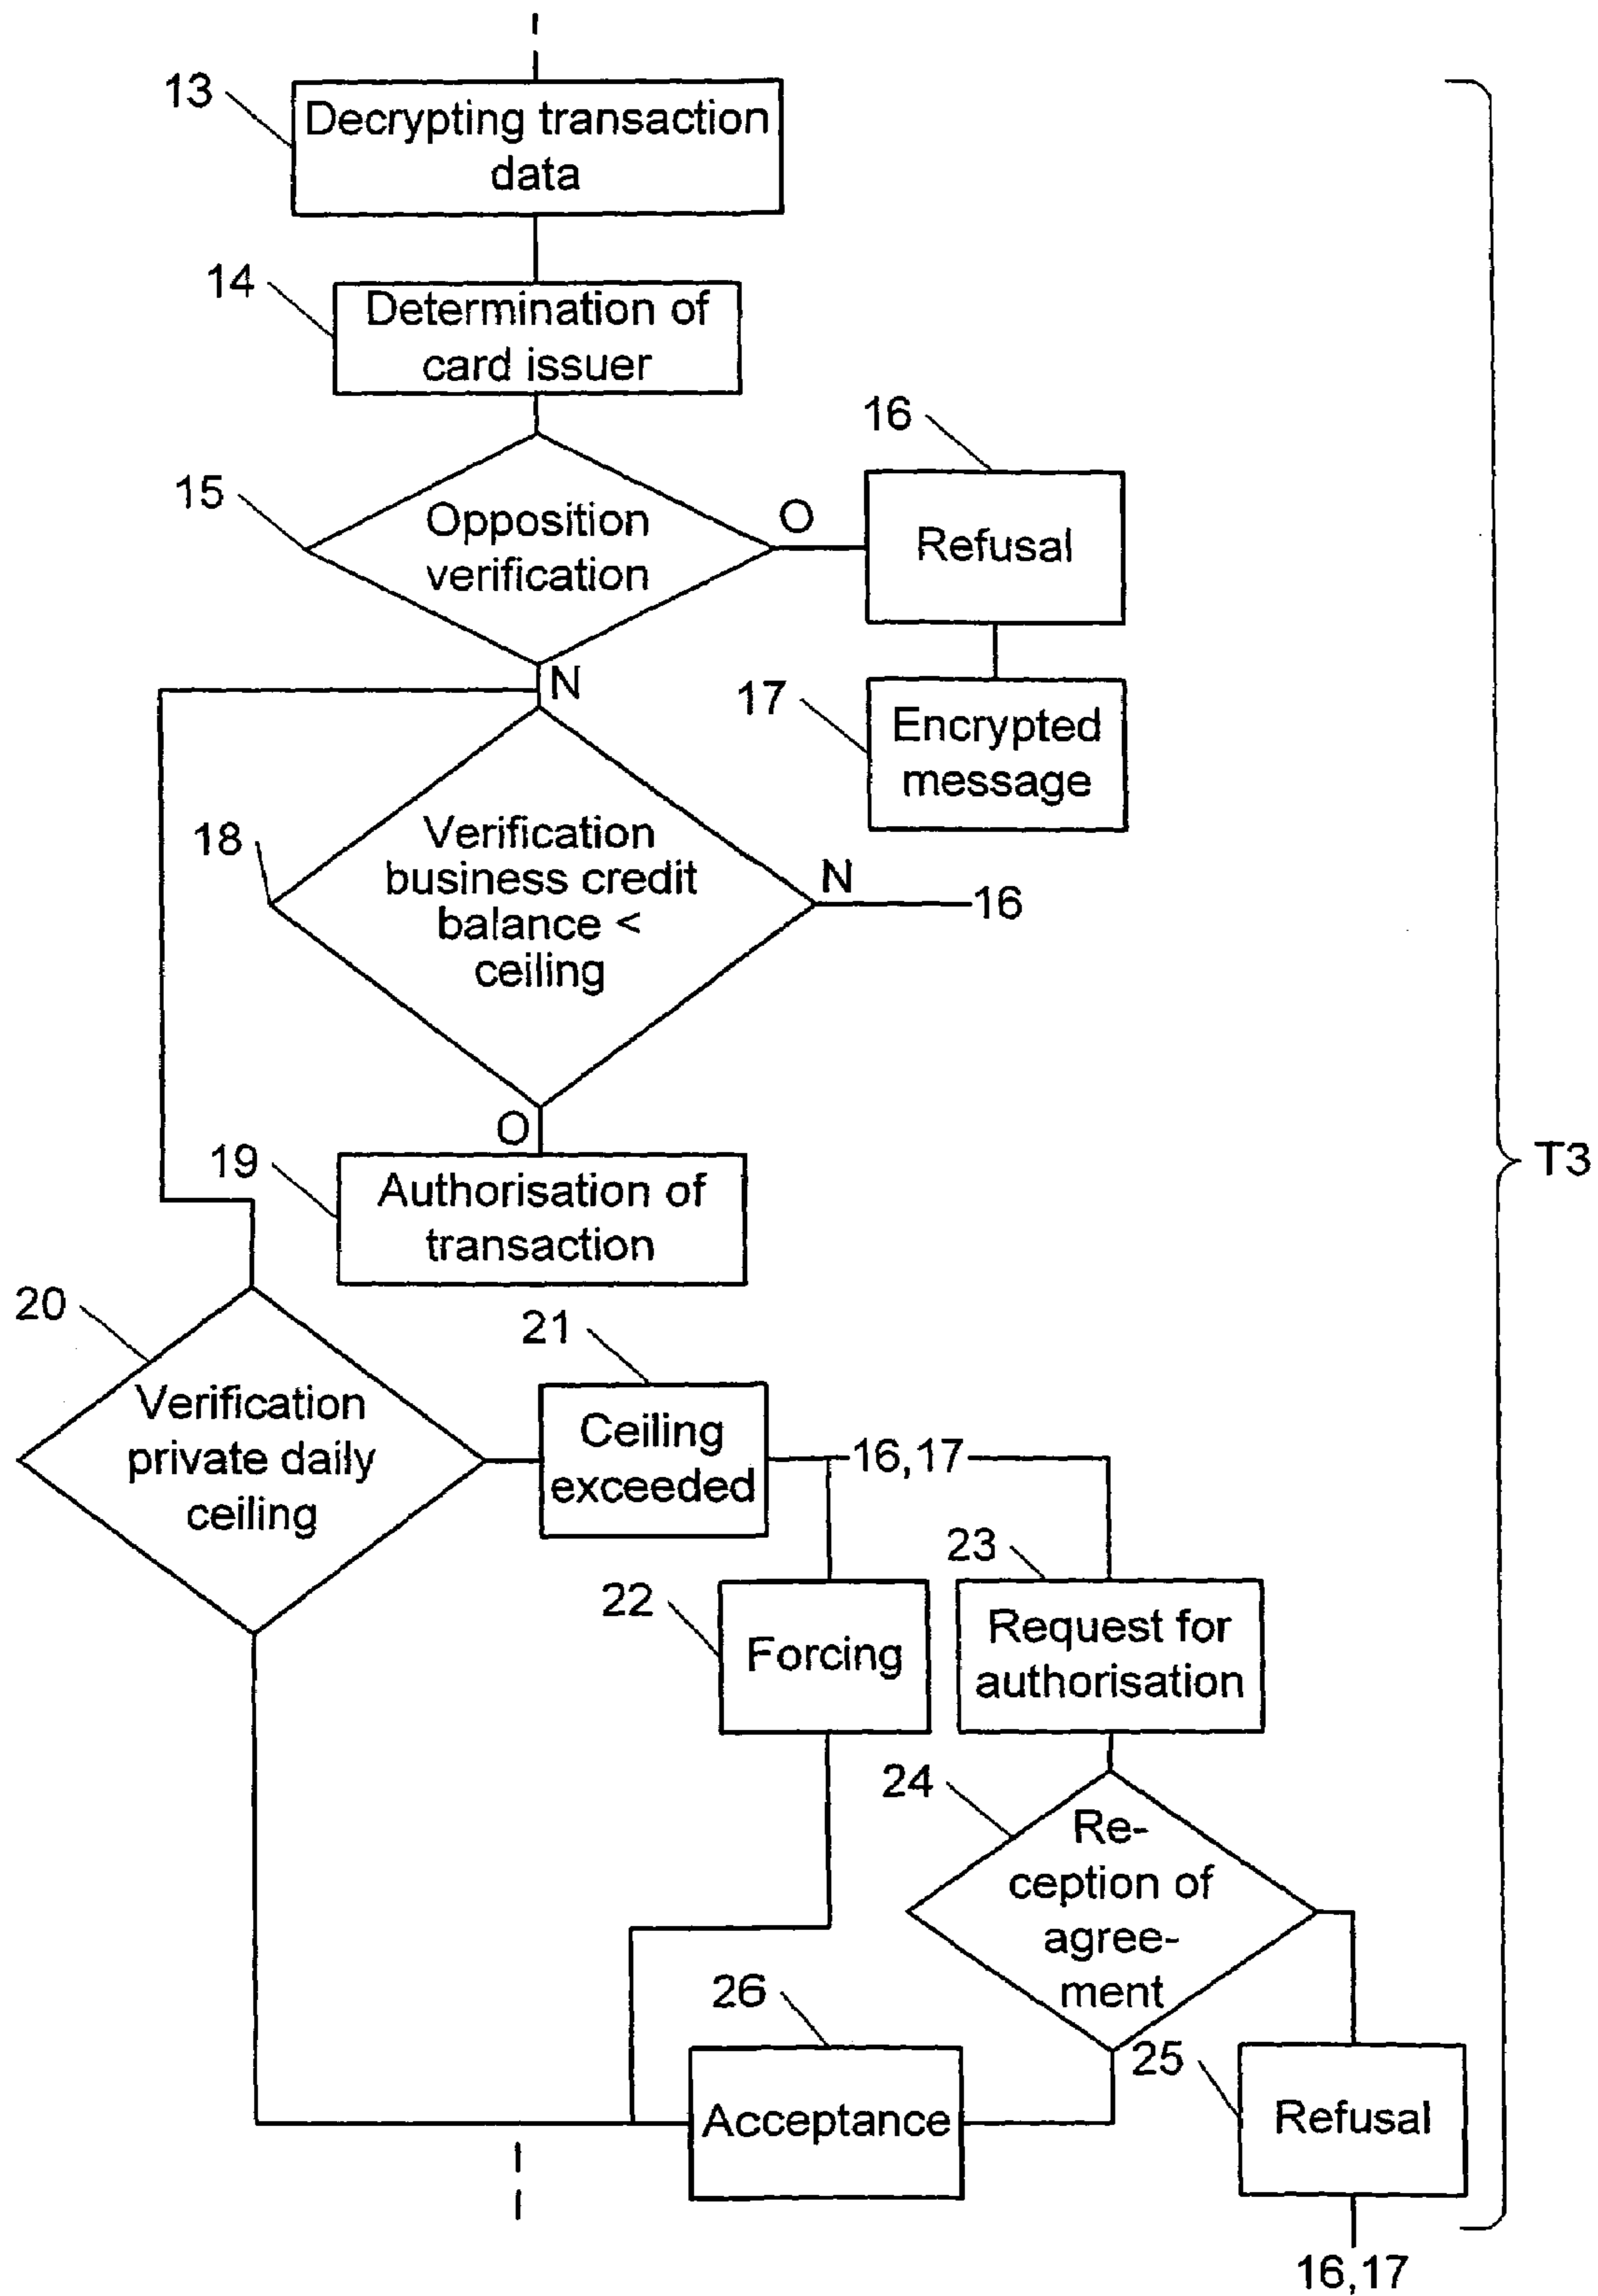 13
Decrypting transaction
data
14
Determination of
card issuer
15
Opposition
verification
O
16
Refusal
N
17
Encrypted
message
18
Verification
business credit
balance <
ceiling
N
16
O
19
Authorisation of
transaction
T3
20
Verification
private daily
ceiling
21
Ceiling
exceeded
16,17
22
Forcing
23
Request for
authorisation
24
Re-
ception of
agree-
ment
25
Refusal
26
Acceptance
16,17